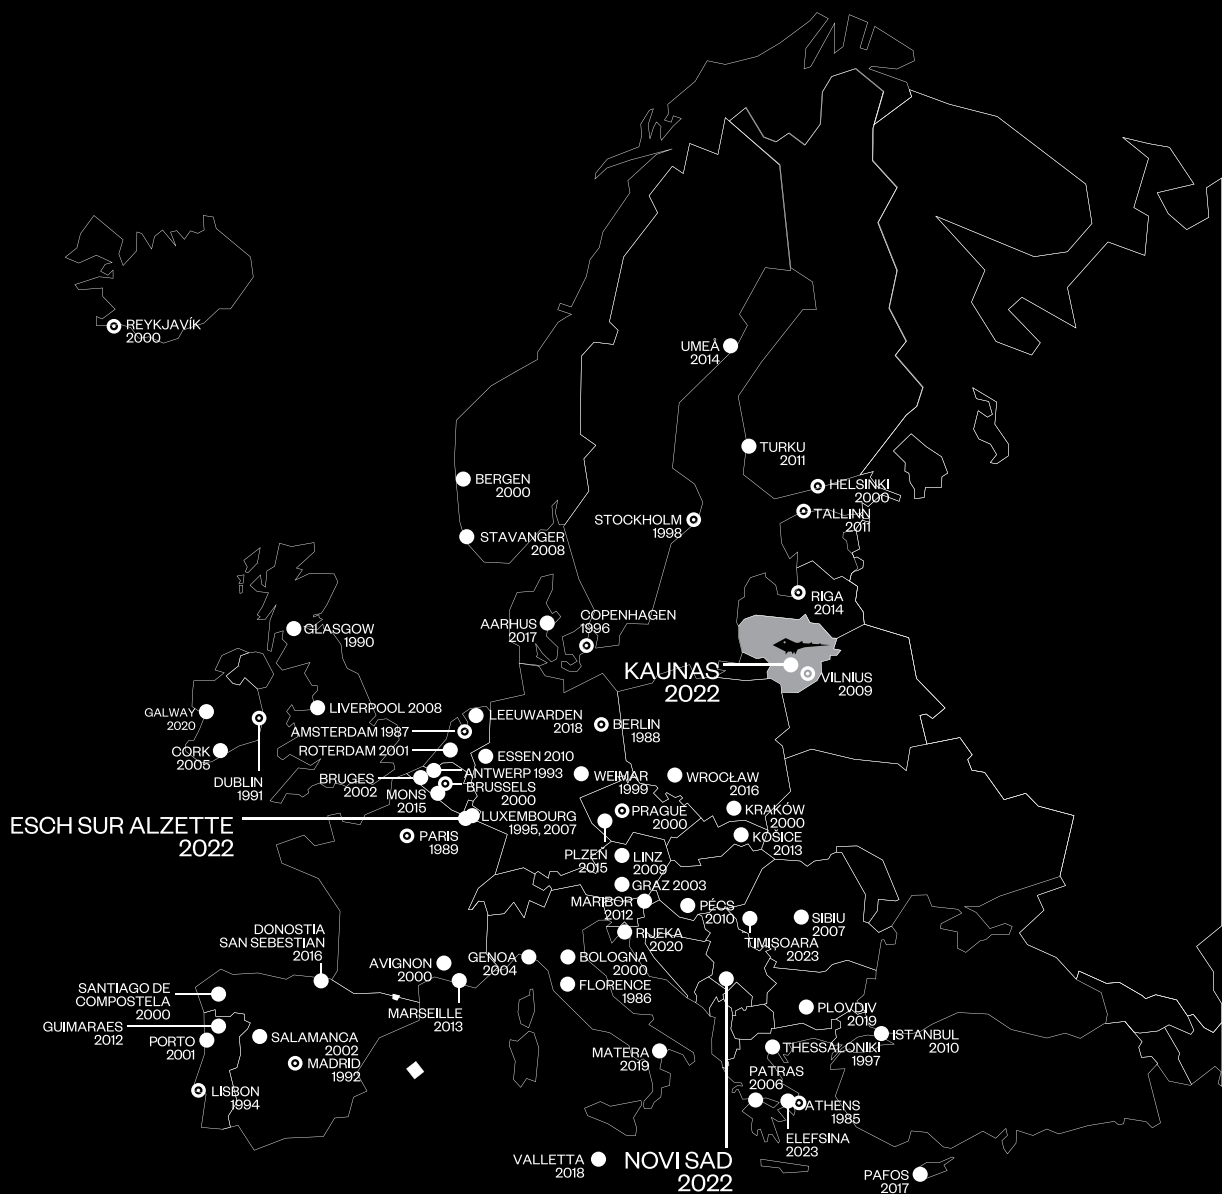 REYKJAVÍK
2000
UMEÅ
2014
TURKU
2011
BERGEN
2000
HELSINKI
2000
TALLINN
2011
STOCKHOLM
1998
STAVANGER
2008
RIGA
2014
AARHUS
2017
COPENHAGEN
1996
GLASGOW
1990
KAUNAS
2022
VILNIUS
2009
GALWAY
2020
LIVERPOOL 2008
LEEUWARDEN
2018
BERLIN
1988
AMSTERDAM 1987
ROTERDAM 2001
CORK
2005
ESSEN 2010
DUBLIN
1991
BRUGES
2002
ANTWERP 1993
BRUSSELS
2000
MONS
2015
WEIMAR
1999
WROCŁAW
2016
LUXEMBOURG
1995, 2007
PRAGUE
2000
KRAKÓW
2000
ESCH SUR ALZETTE
2022
PARIS
1989
KOŠICE
2013
PLZEŇ
2015
LINZ
2009
GRAZ 2003
MARIBOR
2012
PÉCS
2010
SIBIU
2007
RIJEKA
2020
TIMISOARA
2023
DONOSTIA
SAN SEBESTIAN
2016
AVIGNON
2000
GENOA
2004
BOLOGNA
2000
FLORENCE
1986
SANTIAGO DE
COMPOSTELA
2000
MARSEILLE
2013
PLOVDIV
2019
GUIMARAES
2012
PORTO
2001
SALAMANCA
2002
ISTANBUL
2010
MATERA
2019
THESSALONIKI
1997
MADRID
1992
PATRAS
2006
LISBON
1994
ATHENS
1985
ELEFSINA
2023
VALLETTA
2018
NOVI SAD
2022
PAFOS
2017